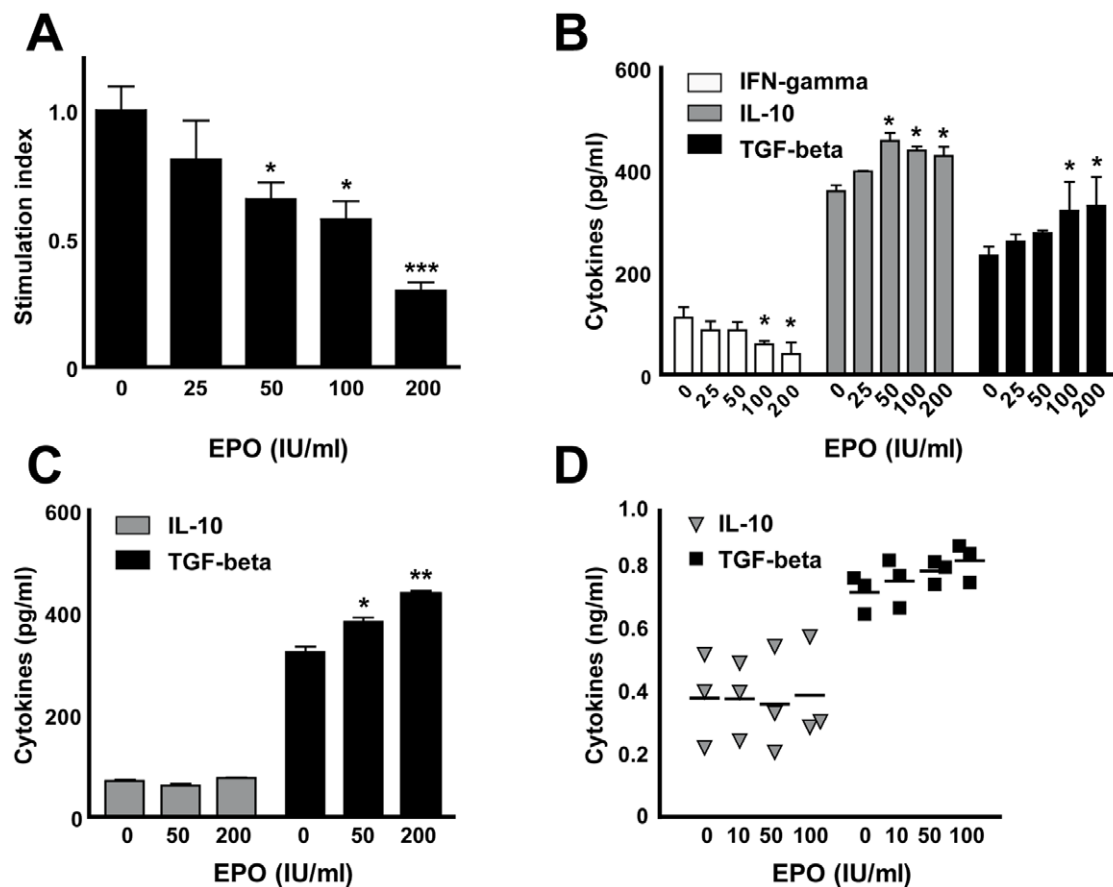 A
Stimulation index
1.0
0.5
0
*
*
***
0 25 50 100 200
EPO (IU/ml)
B
Cytokines (pg/ml)
600
400
200
0
IFN-gamma
IL-10
TGF-beta
* *
* * *
* *
0 25 50 100 200 0 25 50 100 200 0 25 50 100 200
EPO (IU/ml)
C
Cytokines (pg/ml)
600
400
200
0
IL-10
TGF-beta
*
**
0 50 200 0 50 200
EPO (IU/ml)
D
Cytokines (ng/ml)
1.0
0.8
0.6
0.4
0.2
0
IL-10
TGF-beta
0 10 50 100 0 10 50 100
EPO (IU/ml)